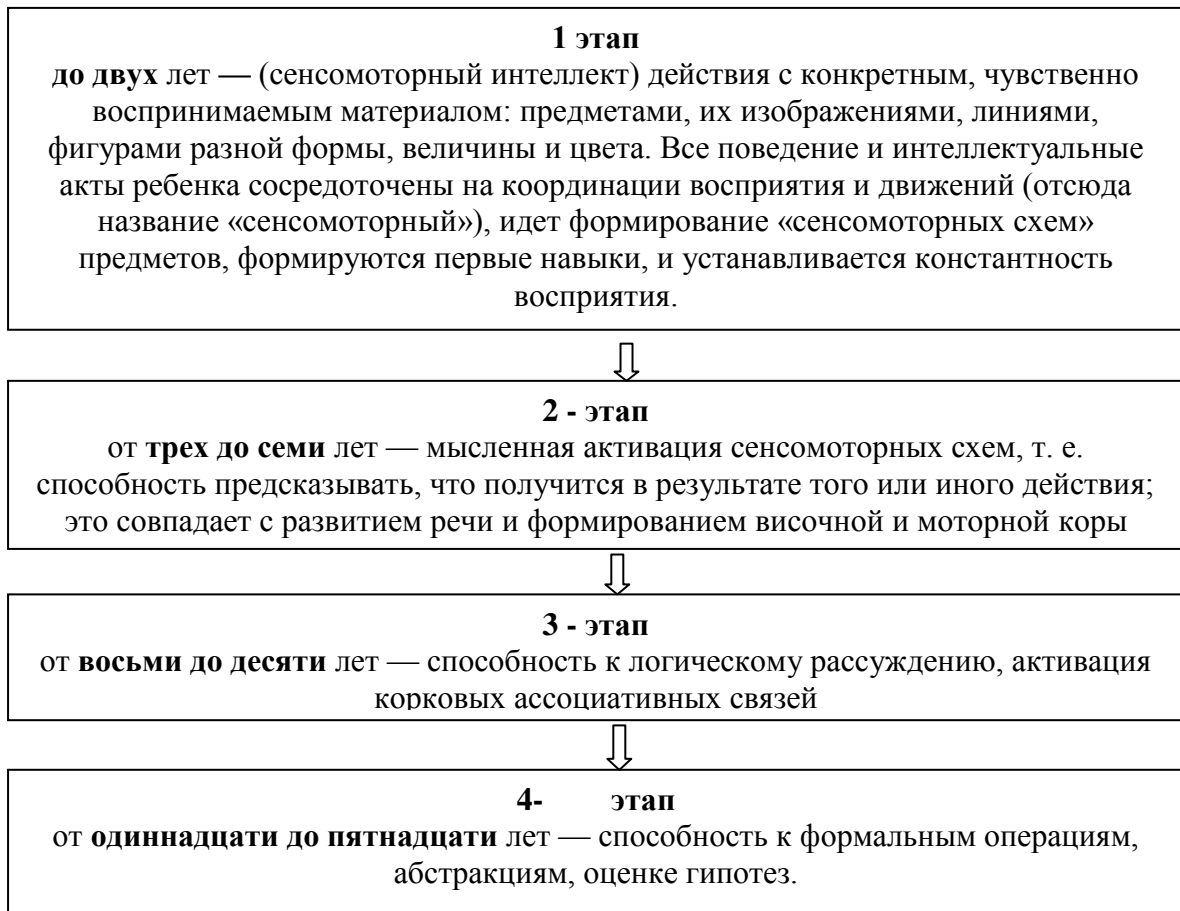 1 этап
до двух лет — (сенсомоторный интеллект) действия с конкретным, чувственно
воспринимаемым материалом: предметами, их изображениями, линиями,
фигурами разной формы, величины и цвета. Все поведение и интеллектуальные
акты ребенка сосредоточены на координации восприятия и движений (отсюда
название «сенсомоторный»), идет формирование «сенсомоторных схем»
предметов, формируются первые навыки, и устанавливается константность
восприятия.
2 - этап
от трех до семи лет — мысленная активация сенсомоторных схем, т. е.
способность предсказывать, что получится в результате того или иного действия;
это совпадает с развитием речи и формированием височной и моторной коры
3 - этап
от восьми до десяти лет — способность к логическому рассуждению, активация
корковых ассоциативных связей
4- этап
от одиннадцати до пятнадцати лет — способность к формальным операциям,
абстракциям, оценке гипотез.